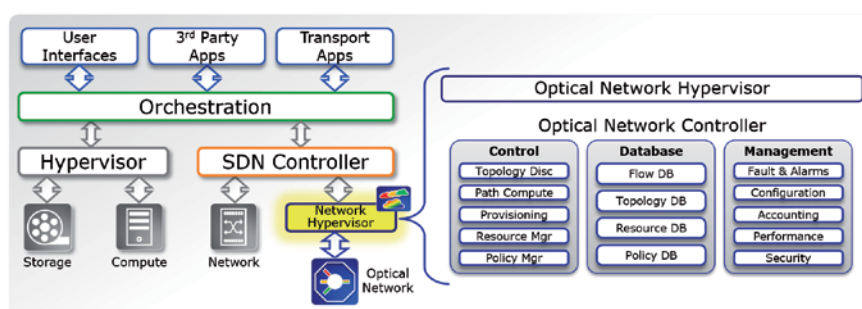 User
Interfaces
3rd Party
Apps
Transport
Apps
Orchestration
Hypervisor
SDN Controller
Network
Hypervisor
Storage
Compute
Network
Optical
Network
Optical Network Hypervisor
Optical Network Controller
Control
Topology Disc
Path Compute
Provisioning
Resource Mgr
Policy Mgr
Database
Flow DB
Topology DB
Resource DB
Policy DB
Management
Fault & Alarms
Configuration
Accounting
Performance
Security